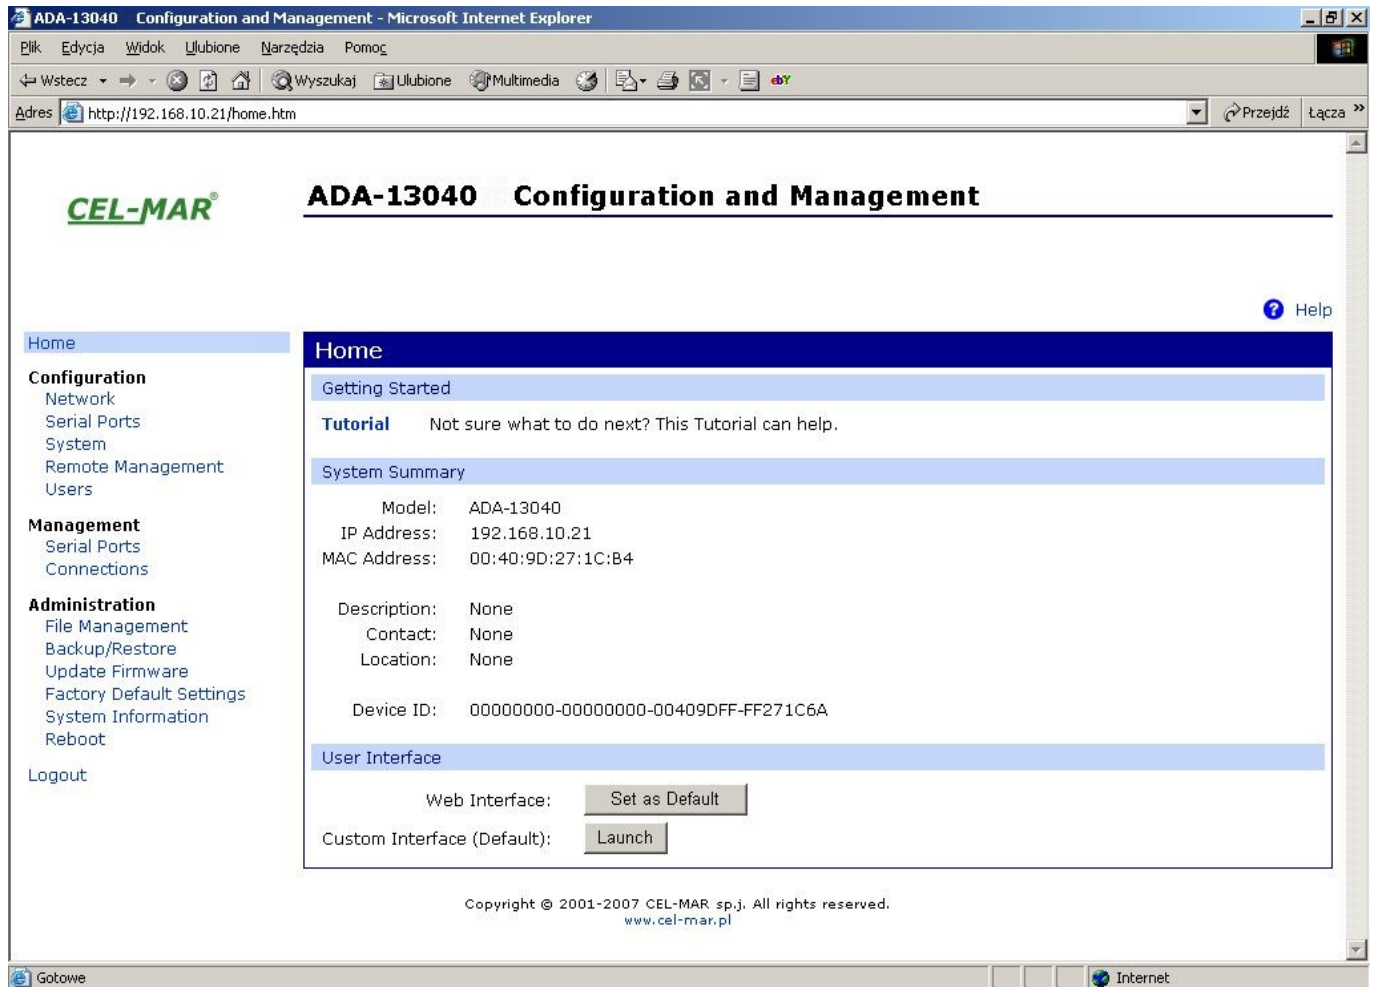 ADA-13040 Configuration and Management - Microsoft Internet Explorer
Plik Edycja Widok Ulubione Narzędzia Pomoc
Wstecz Wyszukaj Ulubione Multimedia ebY
Adres http://192.168.10.21/home.htm Przejdź Łącza »
CEL-MAR®
ADA-13040 Configuration and Management
? Help
Home
Configuration
Network
Serial Ports
System
Remote Management
Users
Management
Serial Ports
Connections
Administration
File Management
Backup/Restore
Update Firmware
Factory Default Settings
System Information
Reboot
Logout
Home
Getting Started
Tutorial Not sure what to do next? This Tutorial can help.
System Summary
Model: ADA-13040
IP Address: 192.168.10.21
MAC Address: 00:40:9D:27:1C:B4
Description: None
Contact: None
Location: None
Device ID: 00000000-00000000-00409DFF-FF271C6A
User Interface
Web Interface: Set as Default
Custom Interface (Default): Launch
Copyright © 2001-2007 CEL-MAR sp.j. All rights reserved.
www.cel-mar.pl
Gotowe Internet